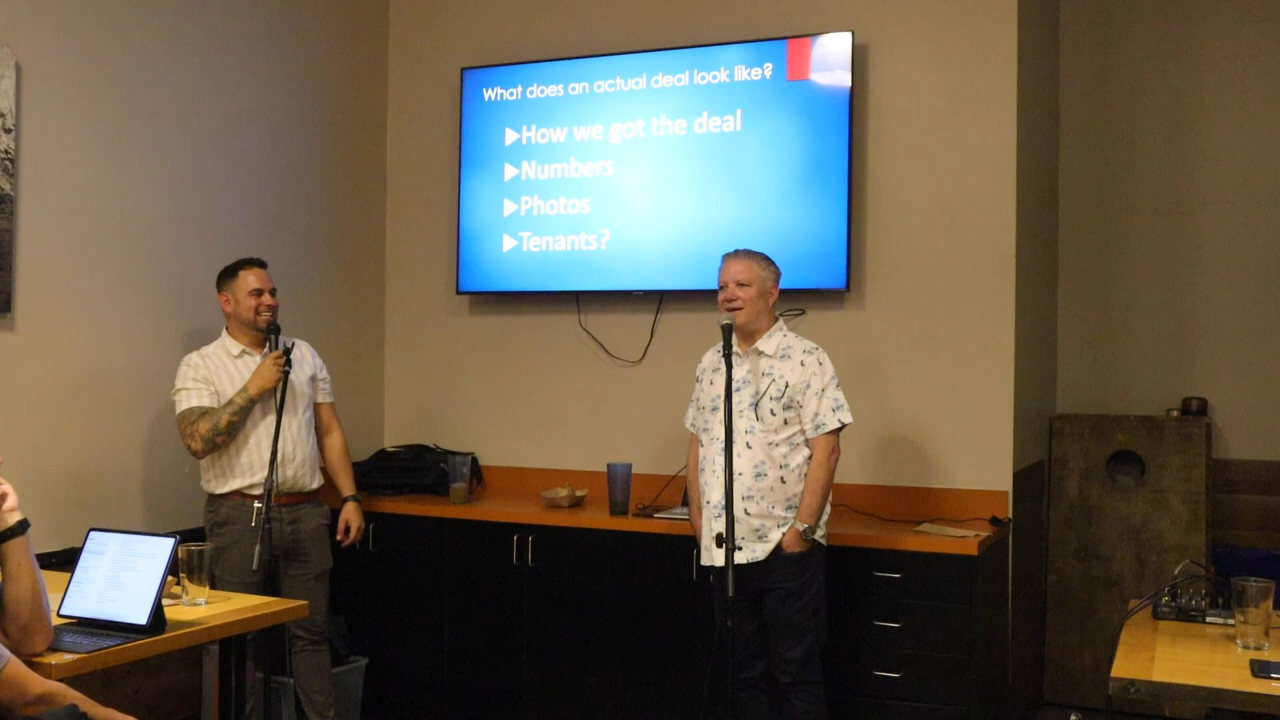 What does an actual deal look like?
▶How we got the deal
▶Numbers
▶Photos
▶Tenants?